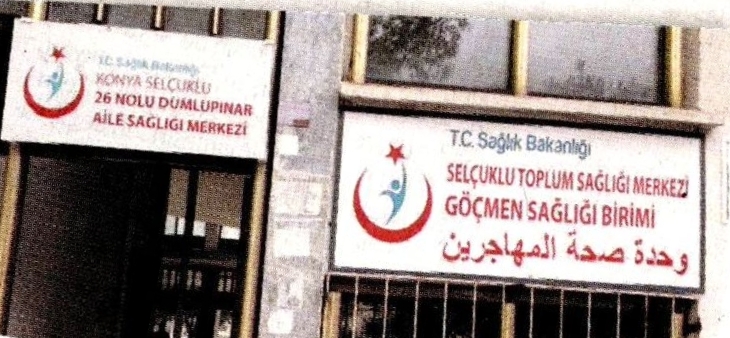 T.C. Sağlık Bakanlığı
KONYA SELÇUKLU
26 NOLU DUMLUPINAR
AİLE SAĞLIĞI MERKEZİ
T.C. Sağlık Bakanlığı
SELÇUKLU TOPLUM SAĞLIĞI MERKEZİ
GÖÇMEN SAĞLIĞI BİRİMİ
وحدة صحة المهاجرين